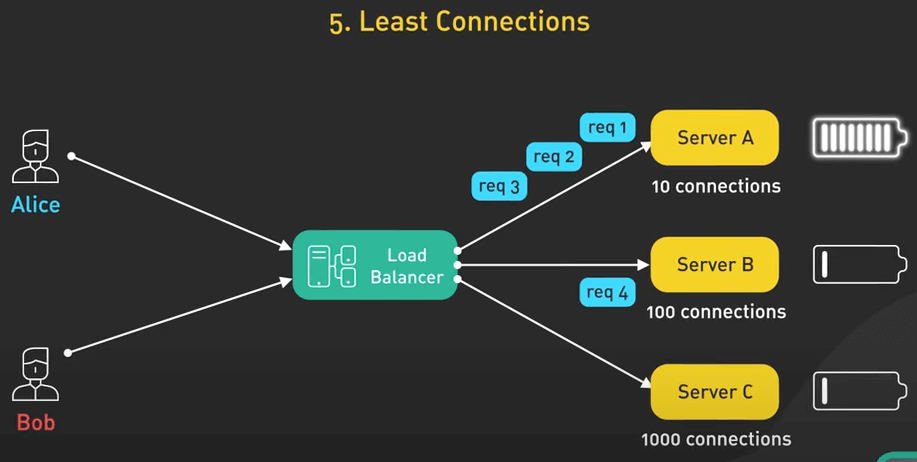 5. Least Connections
req 1
req 2
req 3
Server A
10 connections
Alice
Load
Balancer
Server B
req 4
100 connections
Bob
Server C
1000 connections